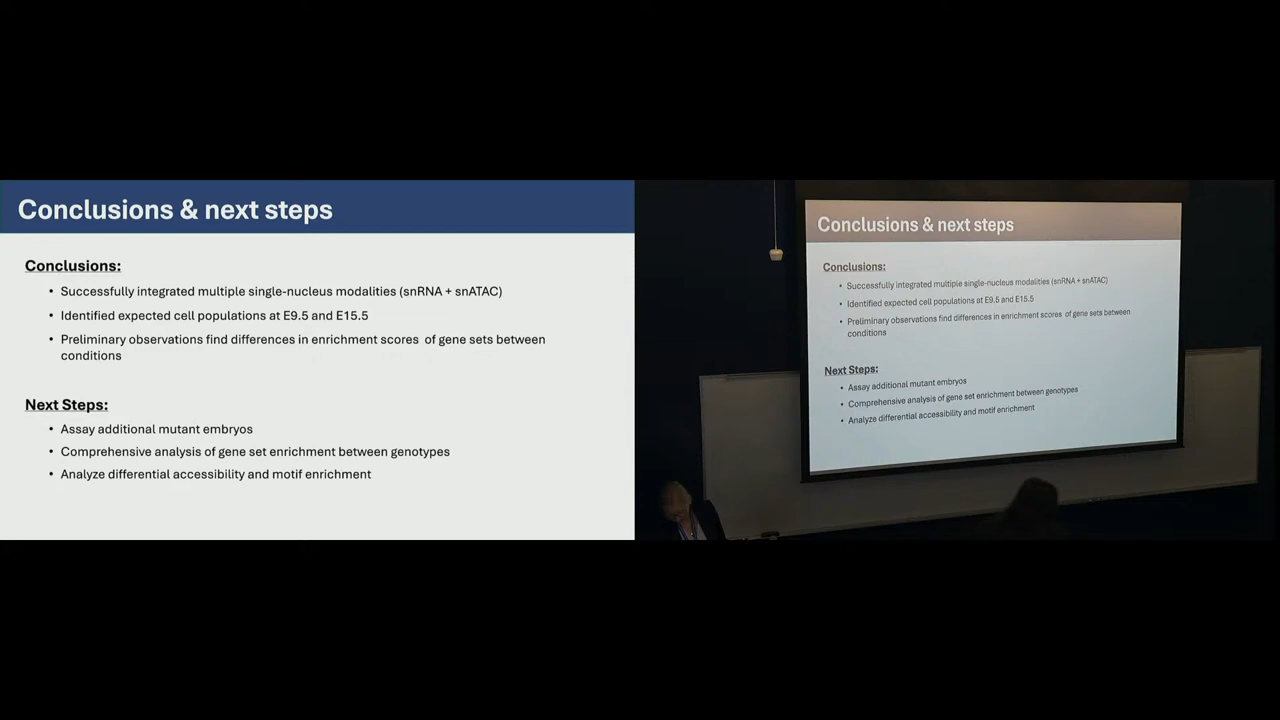 Conclusions & next steps
Conclusions:
• Successfully integrated multiple single-nucleus modalities (snRNA + snATAC)
• Identified expected cell populations at E9.5 and E15.5
• Preliminary observations find differences in enrichment scores  of gene sets between
conditions
Next Steps:
• Assay additional mutant embryos
• Comprehensive analysis of gene set enrichment between genotypes
• Analyze differential accessibility and motif enrichment
Conclusions & next steps
Conclusions:
• Successfully integrated multiple single-nucleus modalities (snRNA + snATAC)
• Identified expected cell populations at E9.5 and E15.5
• Preliminary observations find differences in enrichment scores  of gene sets between
conditions
Next Steps:
• Assay additional mutant embryos
• Comprehensive analysis of gene set enrichment between genotypes
• Analyze differential accessibility and motif enrichment